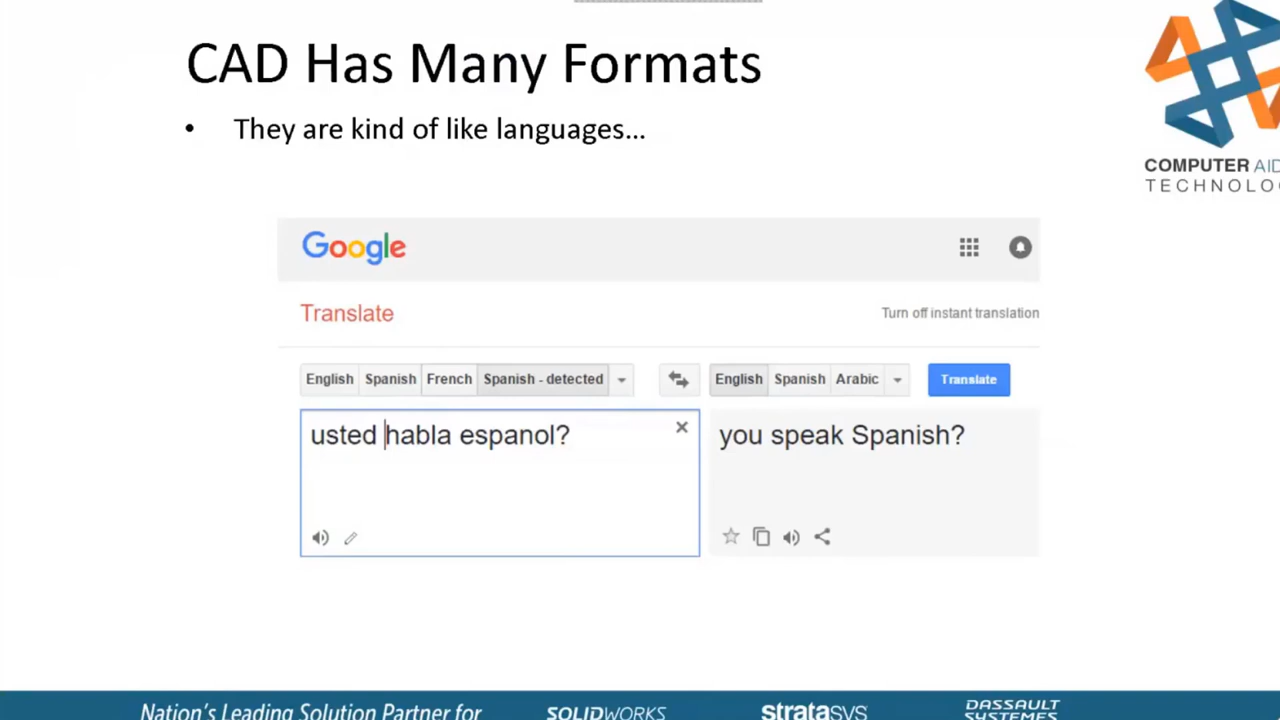 CAD Has Many Formats
• They are kind of like languages...
COMPUTER AID
TECHNOLO
Google
Translate
Turn off instant translation
English Spanish French Spanish - detected
English Spanish Arabic
Translate
usted habla espanol?
you speak Spanish?
Nation's Leading Solution Partner for
SOLIDWORKS
stratasys
DASSAULT
SYSTEMES